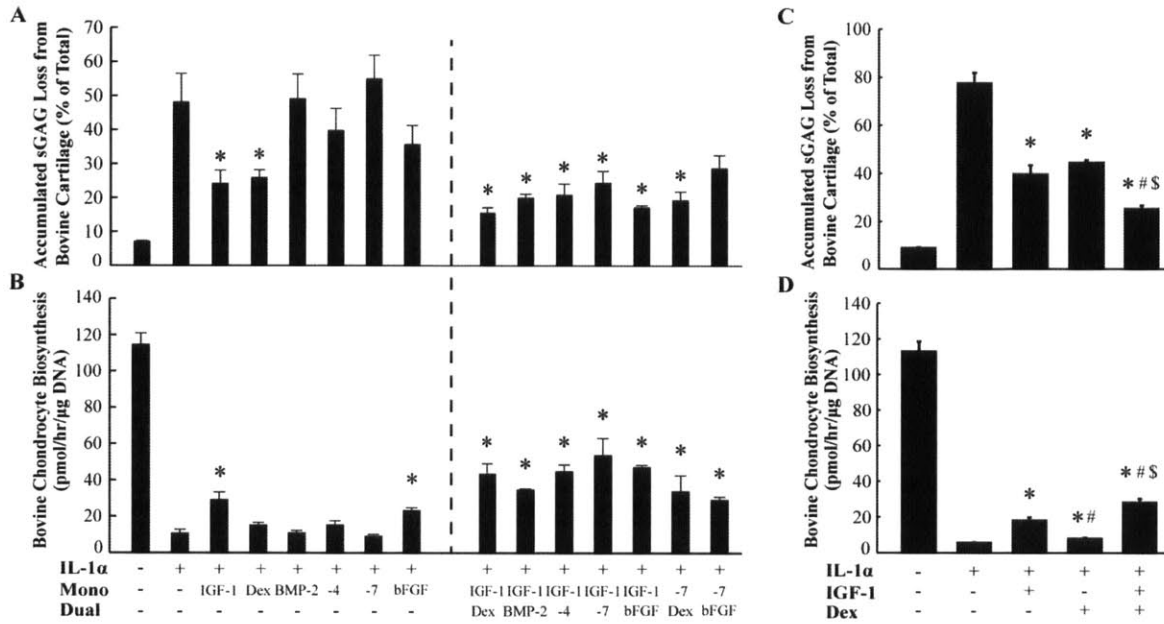 A
Accumulated sGAG Loss from
Bovine Cartilage (% of Total)
70
60
50
40
30
20
10
0
* *
* * * * * *
B
Bovine Chondrocyte Biosynthesis
(pmol/hr/µg DNA)
140
120
100
80
60
40
20
0
* *
* * * * * * *
IL-1α - + + + + + + + + + + + + + +
Mono - - IGF-1 Dex BMP-2 -4 -7 bFGF IGF-1 IGF-1 IGF-1 IGF-1 IGF-1 -7 -7
Dual - - - - - - - - Dex BMP-2 -4 -7 bFGF Dex bFGF
C
Accumulated sGAG Loss from
Bovine Cartilage (% of Total)
100
80
60
40
20
0
* * * # $
D
Bovine Chondrocyte Biosynthesis
(pmol/hr/µg DNA)
140
120
100
80
60
40
20
0
* * # * # $
IL-1α - + + + +
IGF-1 - - + - +
Dex - - - + +